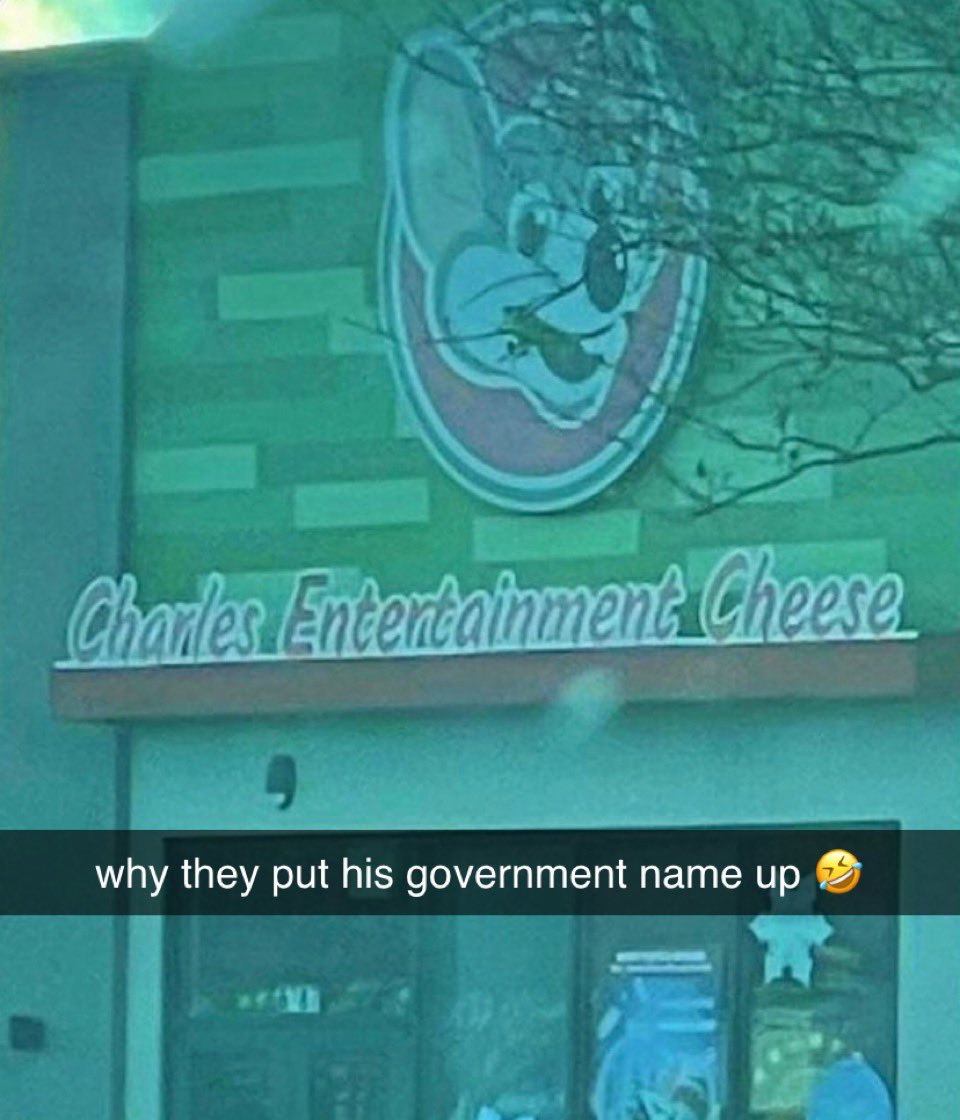 Charles Entertainment Cheese
why they put his government name up 🤣